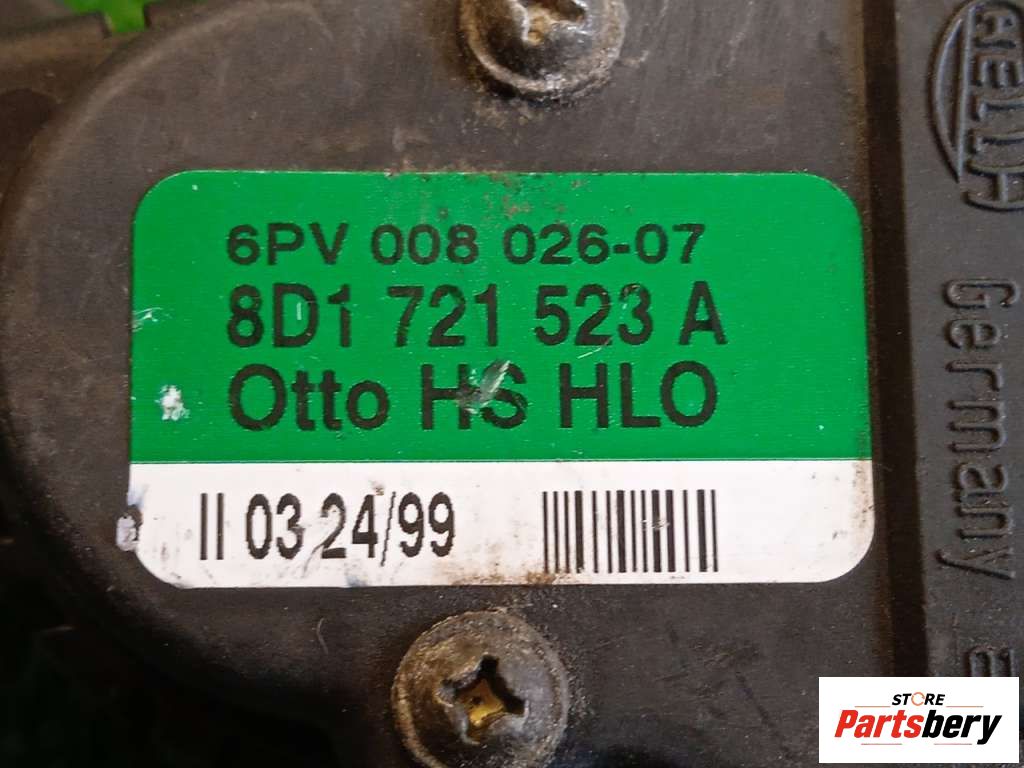 6PV 008 026-07
8D1 721 523 A
Otto HS HLO
II 03 24/99
HELLA
Germany
STORE
Partsbery